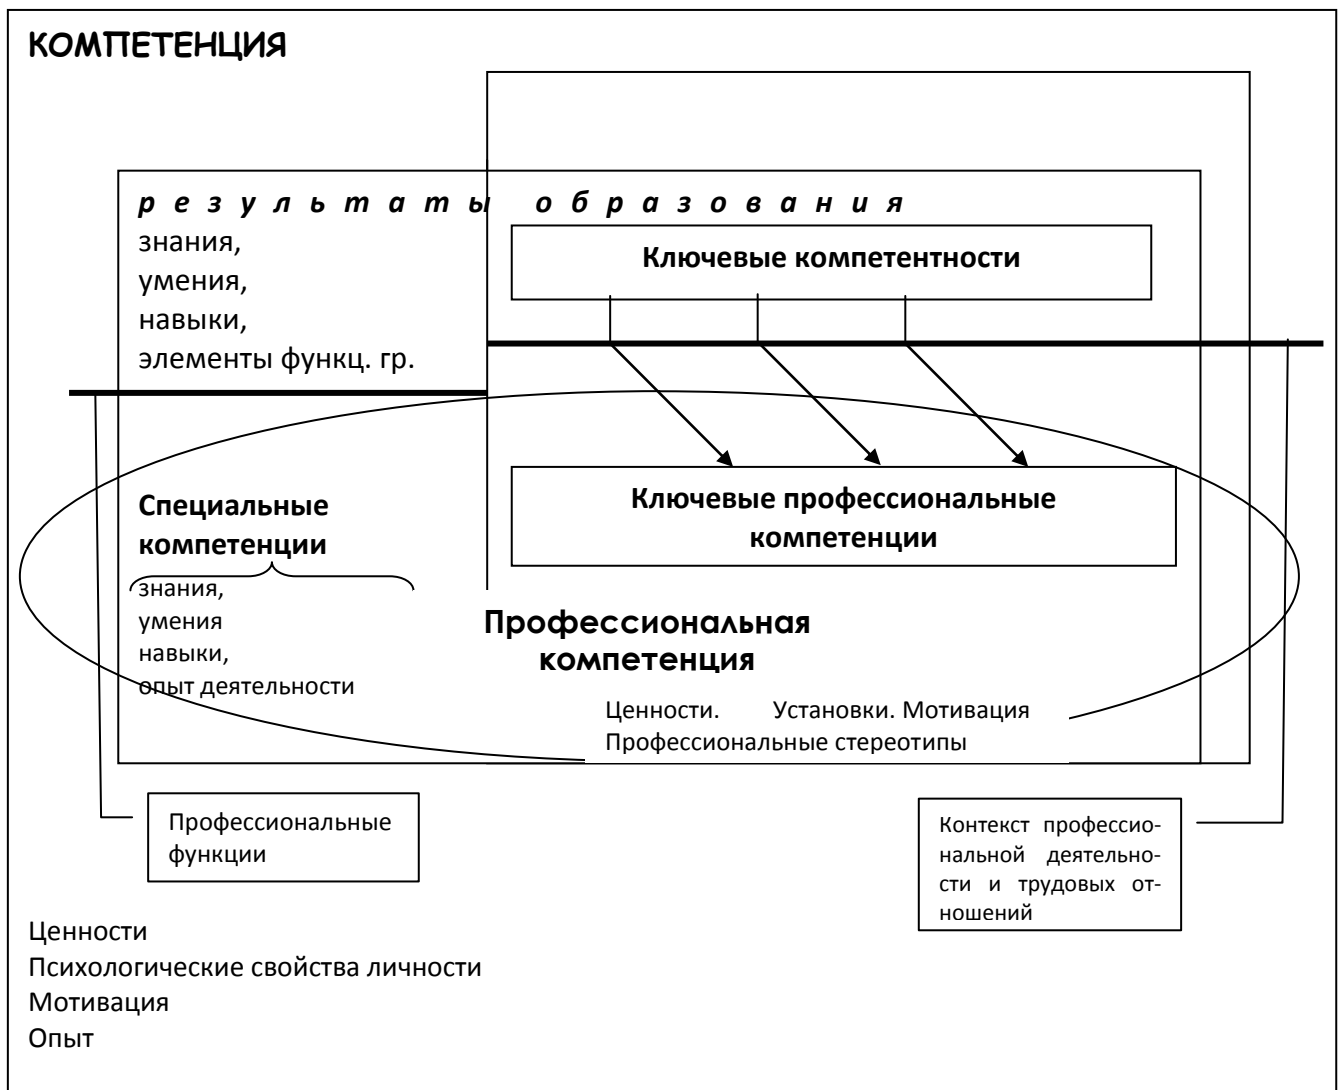 КОМПЕТЕНЦИЯ
результаты образования
знания,
умения,
навыки,
элементы функц. гр.
Ключевые компетентности
Ключевые профессиональные
компетенции
Специальные
компетенции
знания,
умения
навыки,
опыт деятельности
Профессиональная
компетенция
Ценности. Установки. Мотивация
Профессиональные стереотипы
Профессиональные
функции
Контекст профессио-
нальной деятельно-
сти и трудовых от-
ношений
Ценности
Психологические свойства личности
Мотивация
Опыт